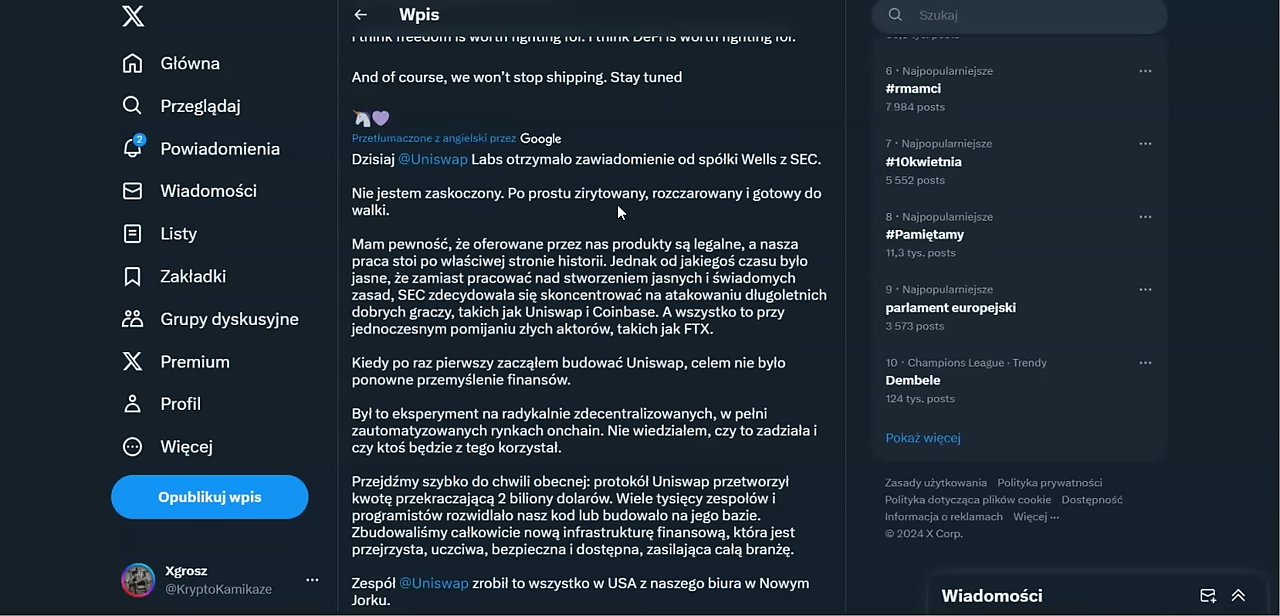 Główna
Przeglądaj
2
Powiadomienia
Wiadomości
Listy
Zakładki
Grupy dyskusyjne
Premium
Profil
Więcej
Opublikuj wpis
Xgrosz
@KryptoKamikaze
Wpis
I think freedom is worth fighting for. I think DeFi is worth fighting for.
And of course, we won't stop shipping. Stay tuned
Przetłumaczone z angielski przez Google
Dzisiaj @Uniswap Labs otrzymało zawiadomienie od spółki Wells z SEC.
Nie jestem zaskoczony. Po prostu zirytowany, rozczarowany i gotowy do
walki.
Mam pewność, że oferowane przez nas produkty są legalne, a nasza
praca stoi po właściwej stronie historii. Jednak od jakiegoś czasu było
jasne, że zamiast pracować nad stworzeniem jasnych i świadomych
zasad, SEC zdecydowała się skoncentrować na atakowaniu długoletnich
dobrych graczy, takich jak Uniswap i Coinbase. A wszystko to przy
jednoczesnym pomijaniu złych aktorów, takich jak FTX.
Kiedy po raz pierwszy zacząłem budować Uniswap, celem nie było
ponowne przemyślenie finansów.
Był to eksperyment na radykalnie zdecentralizowanych, w pełni
zautomatyzowanych rynkach onchain. Nie wiedziałem, czy to zadziała i
czy ktoś będzie z tego korzystał.
Przejdźmy szybko do chwili obecnej: protokół Uniswap przetworzył
kwotę przekraczającą 2 biliony dolarów. Wiele tysięcy zespołów i
programistów rozwidlało nasz kod lub budowało na jego bazie.
Zbudowaliśmy całkowicie nową infrastrukturę finansową, która jest
przejrzysta, uczciwa, bezpieczna i dostępna, zasilająca całą branżę.
Zespół @Uniswap zrobił to wszystko w USA z naszego biura w Nowym
Jorku.
Szukaj
6 · Najpopularniejsze
#rmamci
7 984 posts
7 · Najpopularniejsze
#10kwietnia
5 552 posts
8 · Najpopularniejsze
#Pamiętamy
11,3 tys. posts
9 · Najpopularniejsze
parlament europejski
3 573 posts
10 · Champions League · Trendy
Dembele
124 tys. posts
Pokaż więcej
Zasady użytkowania Polityka prywatności
Polityka dotycząca plików cookie Dostępność
Informacja o reklamach Więcej ···
© 2024 X Corp.
Wiadomości